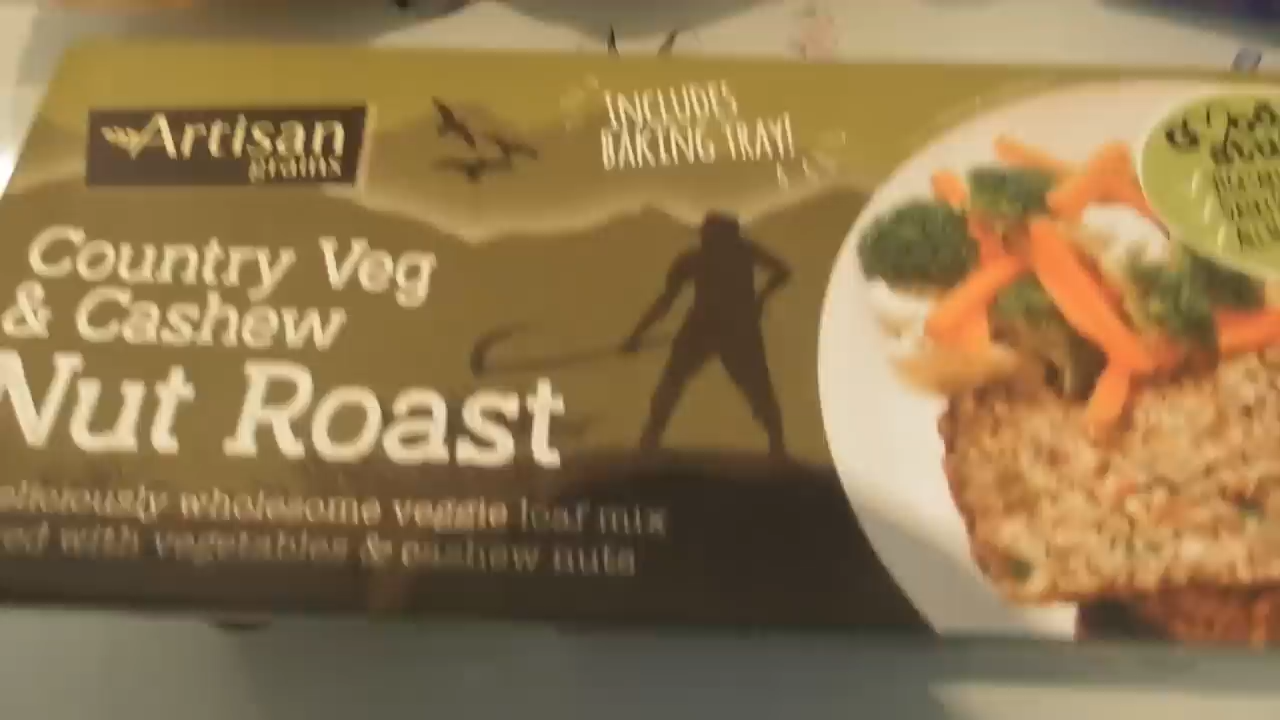 Artisan
grains
INCLUDES
BAKING TRAY!
Country Veg
& Cashew
Nut Roast
wholesome veggie loaf mix
with vegetables & cashew nuts